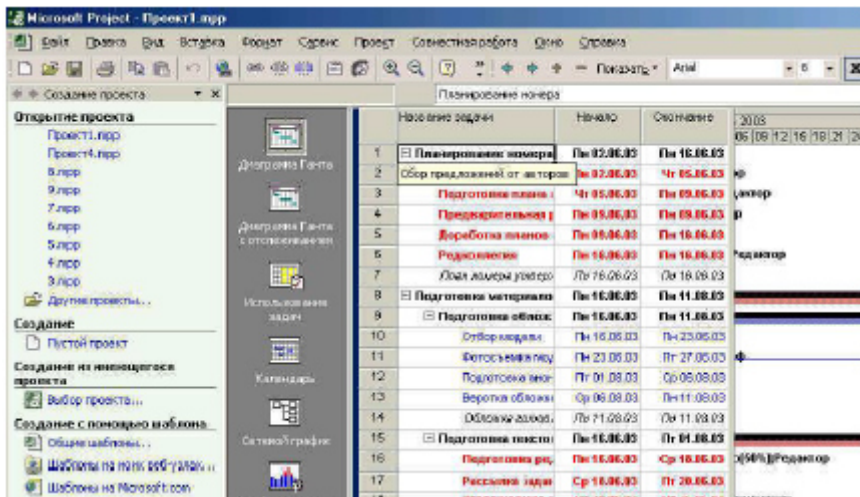 Microsoft Project - Проект1.mpp
Файл Правка Вид Вставка Формат Сервис Проект Совместная работа Окно Справка
Показать Arial 8
Создание проекта
Планирование номера
Открытие проекта
Проект1.mpp
Проект4.mpp
8.mpp
9.mpp
7.mpp
6.mpp
5.mpp
4.mpp
3.mpp
Другие проекты...
Создание
Пустой проект
Создание из имеющегося
проекта
Выбор проекта...
Создание с помощью шаблона
Общие шаблоны...
Шаблоны на моих веб-узлах...
Шаблоны на Microsoft.com
Диаграмма Ганта
Диаграмма Ганта
с отслеживанием
Использование
задач
Календарь
Сетевой график
Название задачи Начало Окончание 2003
06 09 12 16 18 21
1 Планирование номера Пн 02.06.03 Пн 16.06.03
2 Сбор предложений от авторов Пн 02.06.03 Чт 05.06.03
3 Подготовка плана Чт 05.06.03 Пн 09.06.03
4 Предварительная Пн 09.06.03 Пн 09.06.03
5 Доработка планов Пн 09.06.03 Пн 16.06.03
6 Редколлегия Пн 16.06.03 Пн 16.06.03 Редактор
7 План номера Пн 16.06.03 Пн 16.06.03
8 Подготовка материало Пн 16.06.03 Пн 11.08.03
9 Подготовка облож Пн 16.06.03 Пн 11.08.03
10 Отбор модели Пн 16.06.03 Пн 23.06.03
11 Фотосъемка Пн 23.06.03 Пт 27.06.03
12 Подготовка Пт 01.08.03 Ср 06.08.03
13 Верстка обложки Ср 06.08.03 Пн 11.08.03
14 Обложка Пн 11.08.03 Пн 11.08.03
15 Подготовка тексто Пн 16.06.03 Пт 01.08.03
16 Подготовка ред. Пн 16.06.03 Ср 18.06.03 [50%];Редактор
17 Рассылка Ср 18.06.03 Пт 20.06.03